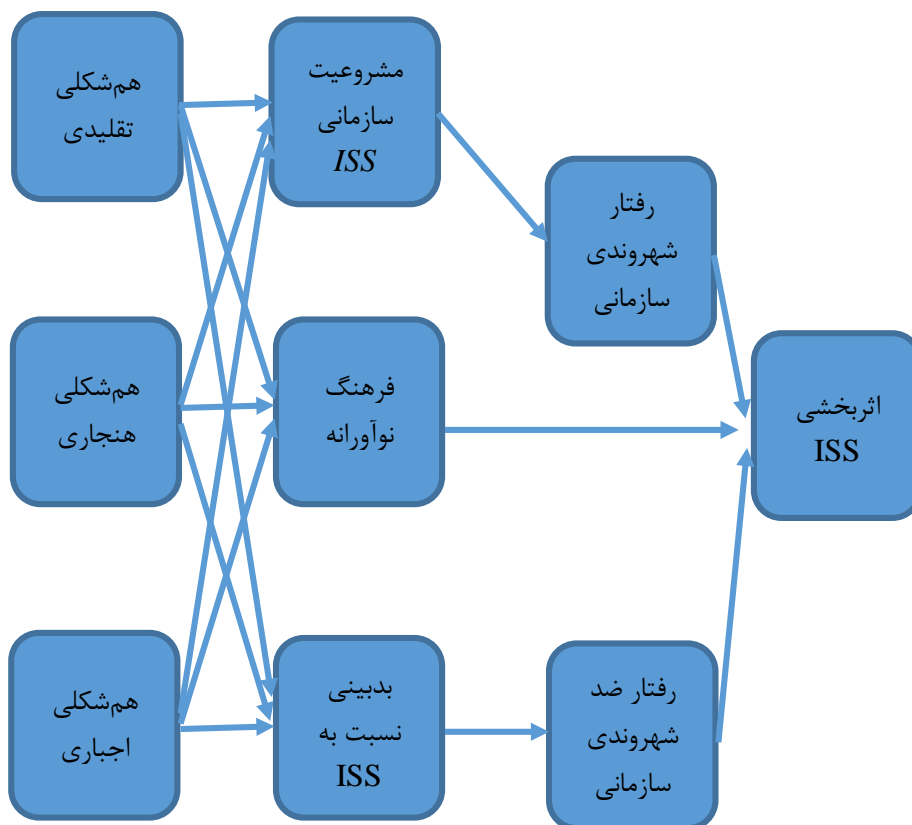 هم‌شکلی
تقلیدی
مشروعیت
سازمانی
ISS
رفتار
شهروندی
سازمانی
هم‌شکلی
هنجاری
فرهنگ
نوآورانه
اثربخشی
ISS
هم‌شکلی
اجباری
بدبینی
نسبت به
ISS
رفتار ضد
شهروندی
سازمانی